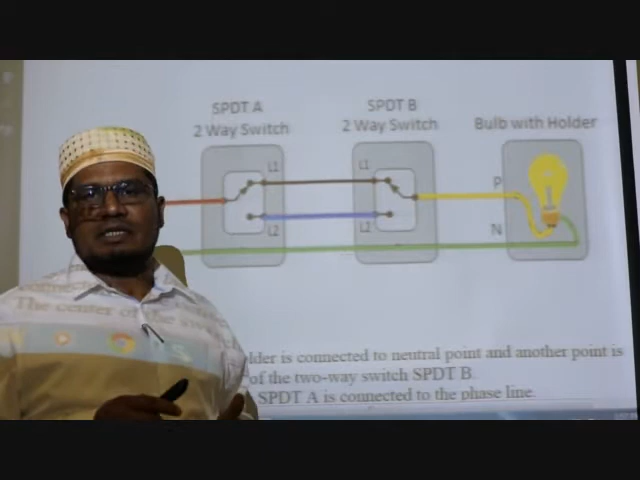 SPDT A
2 Way Switch
SPDT B
2 Way Switch
Bulb with Holder
L1
L1
P
L2
L2
N
The center of the
lder is connected to neutral point and another point is
of the two-way switch SPDT B.
SPDT A is connected to the phase line.